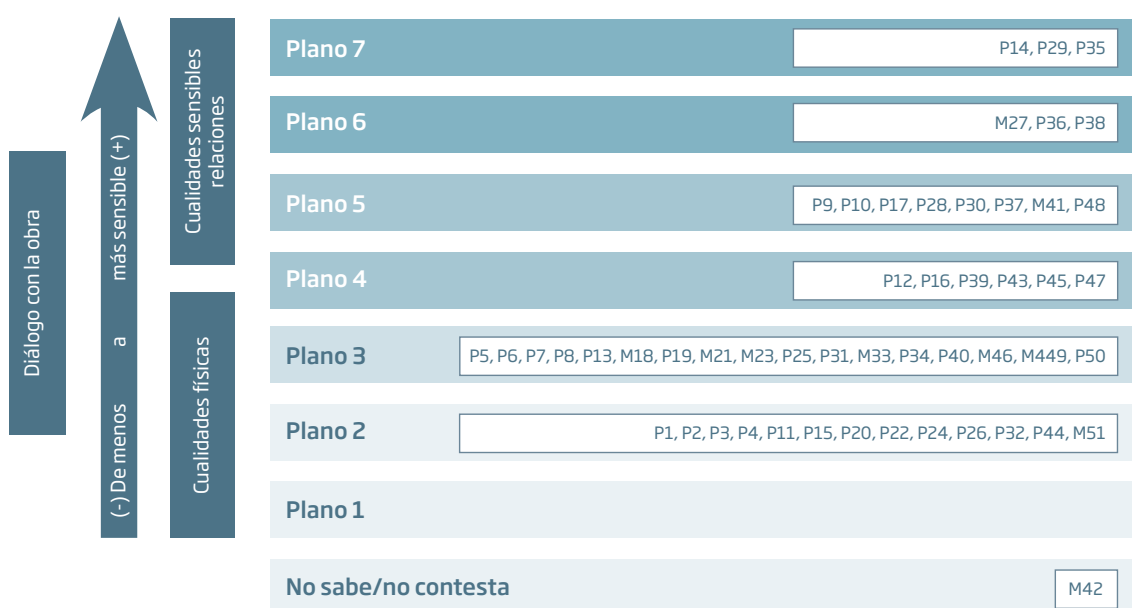 Diálogo con la obra
(-) De menos a más sensible (+)
Cualidades sensibles
relaciones
Cualidades físicas
Plano 7
P14, P29, P35
Plano 6
M27, P36, P38
Plano 5
P9, P10, P17, P28, P30, P37, M41, P48
Plano 4
P12, P16, P39, P43, P45, P47
Plano 3
P5, P6, P7, P8, P13, M18, P19, M21, M23, P25, P31, M33, P34, P40, M46, M449, P50
Plano 2
P1, P2, P3, P4, P11, P15, P20, P22, P24, P26, P32, P44, M51
Plano 1
No sabe/no contesta
M42